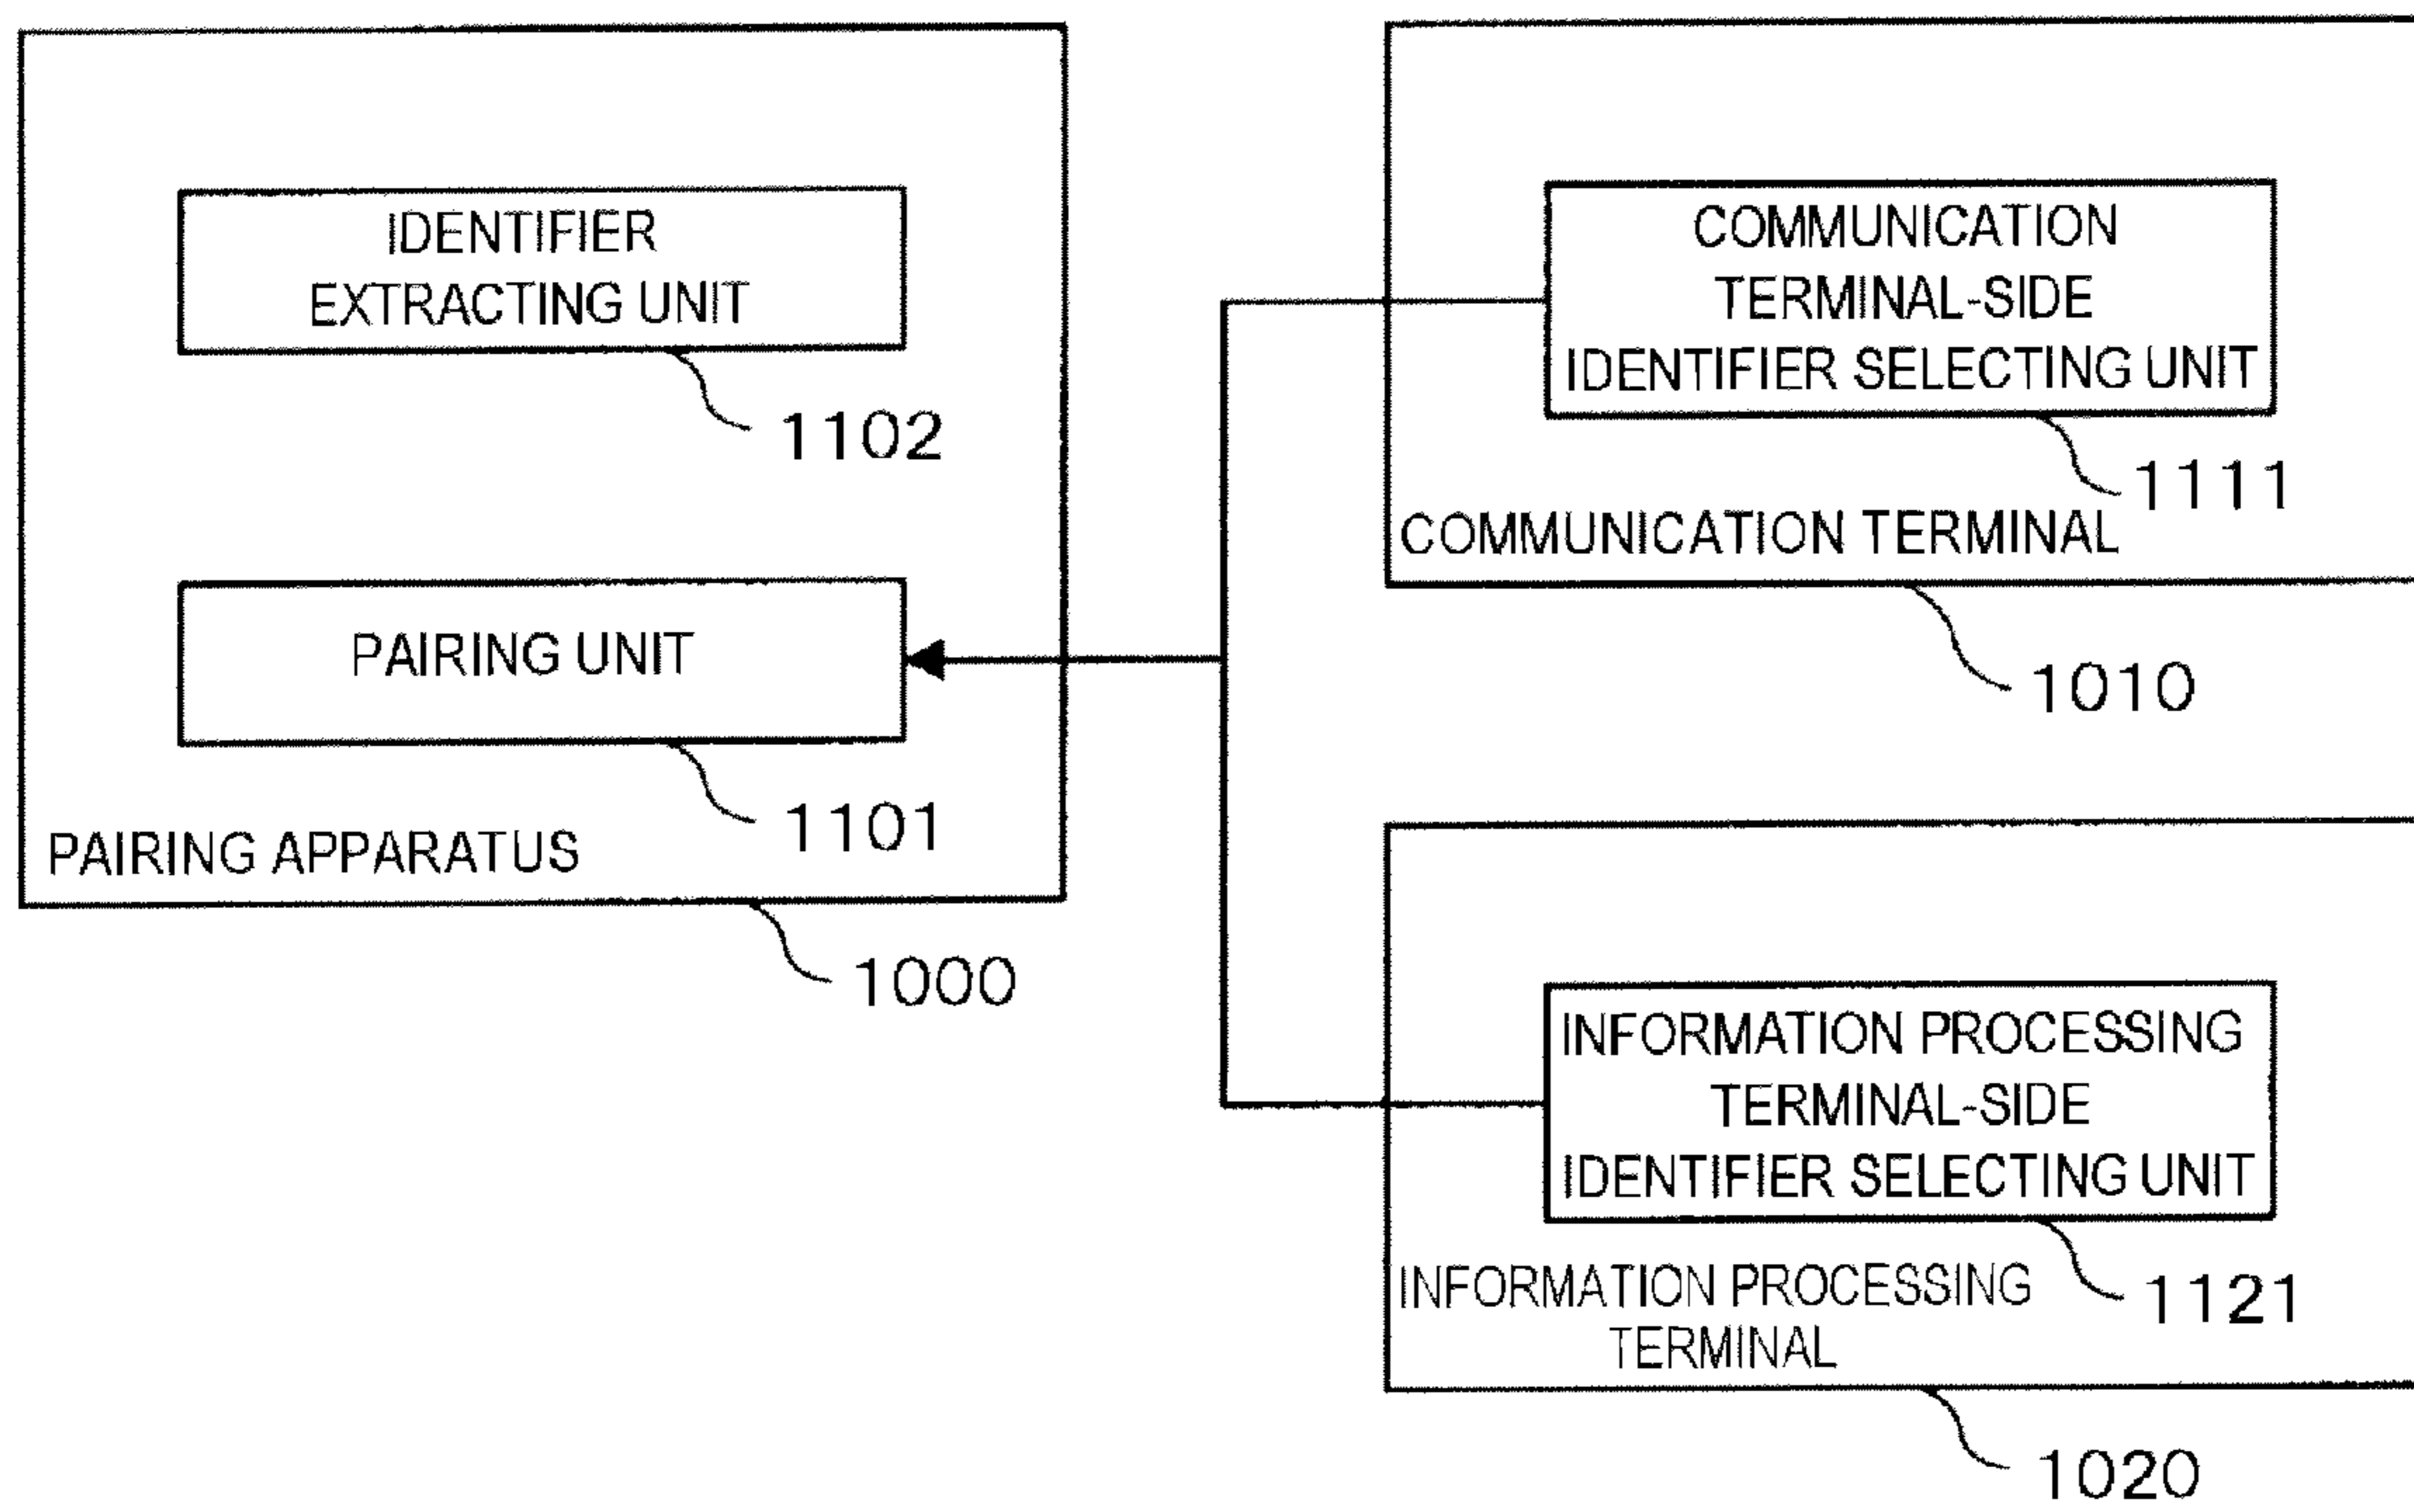 IDENTIFIER
EXTRACTING UNIT
1102
PAIRING UNIT
1101
PAIRING APPARATUS
1000
COMMUNICATION
TERMINAL-SIDE
IDENTIFIER SELECTING UNIT
1111
COMMUNICATION TERMINAL
1010
INFORMATION PROCESSING
TERMINAL-SIDE
IDENTIFIER SELECTING UNIT
1121
INFORMATION PROCESSING
TERMINAL
1020